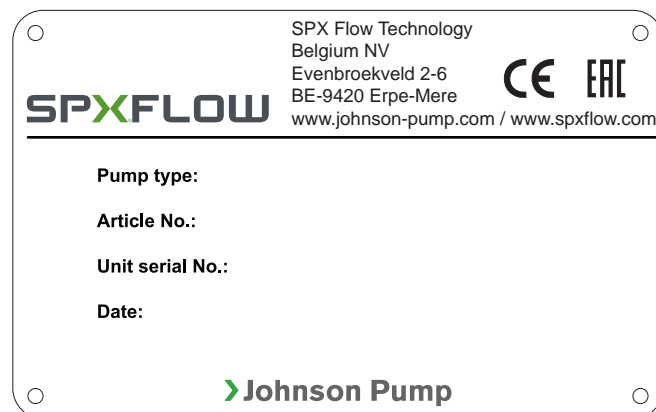 SPX Flow Technology
Belgium NV
Evenbroekveld 2-6
BE-9420 Erpe-Mere
www.johnson-pump.com / www.spxflow.com
CE EAC
SPXFLOW
Pump type:
Article No.:
Unit serial No.:
Date:
Johnson Pump